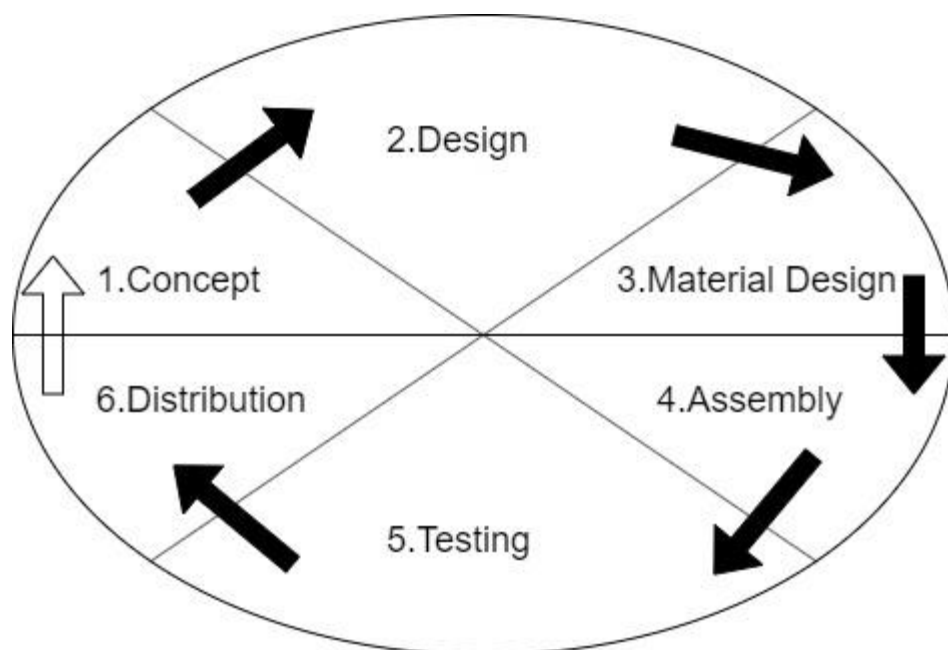 1.Concept
2.Design
3.Material Design
4.Assembly
5.Testing
6.Distribution